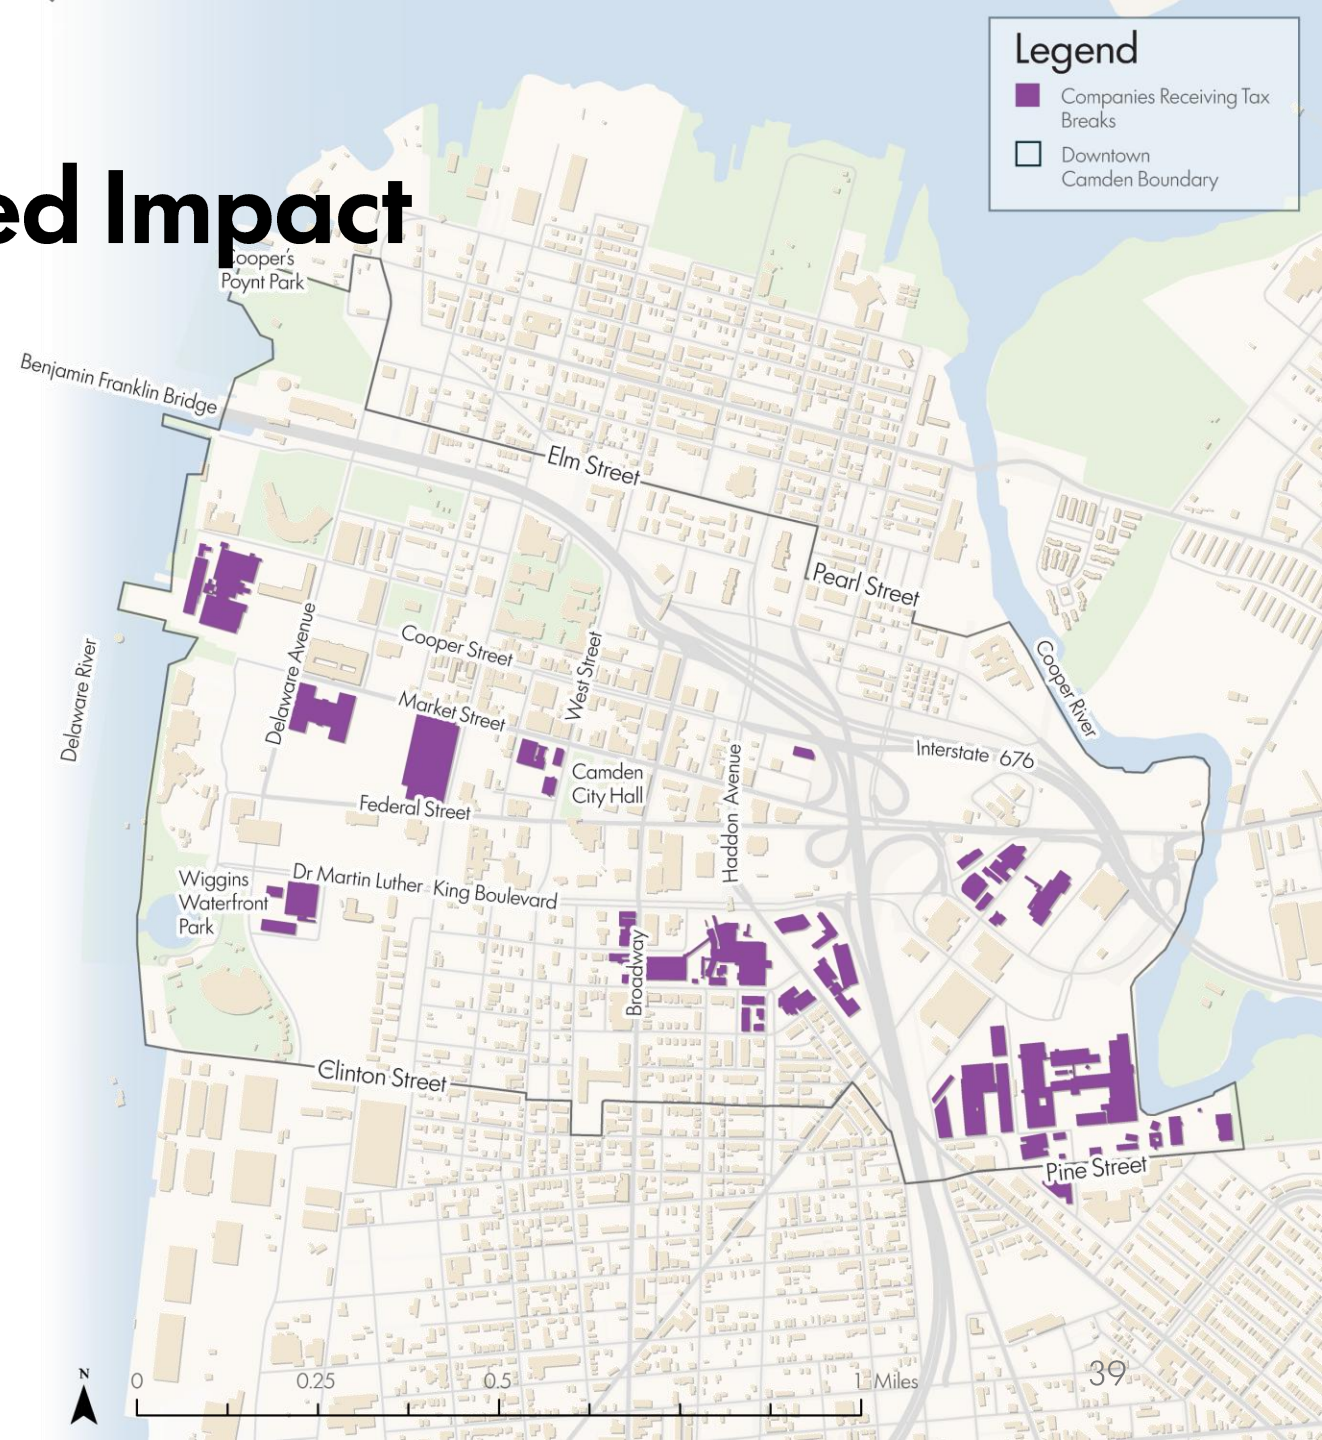 Legend
Companies Receiving Tax
Breaks
Downtown
Camden Boundary
ed Impact
Cooper's
Poynt Park
Benjamin Franklin Bridge
Elm Street
Pearl Street
Cooper Street
Delaware Avenue
West Street
Cooper River
Delaware River
Market Street
Interstate 676
Haddon Avenue
Camden
City Hall
Federal Street
Dr Martin Luther King Boulevard
Wiggins
Waterfront
Park
Broadway
Clinton Street
Pine Street
N
0 0.25 0.5 1 Miles
39